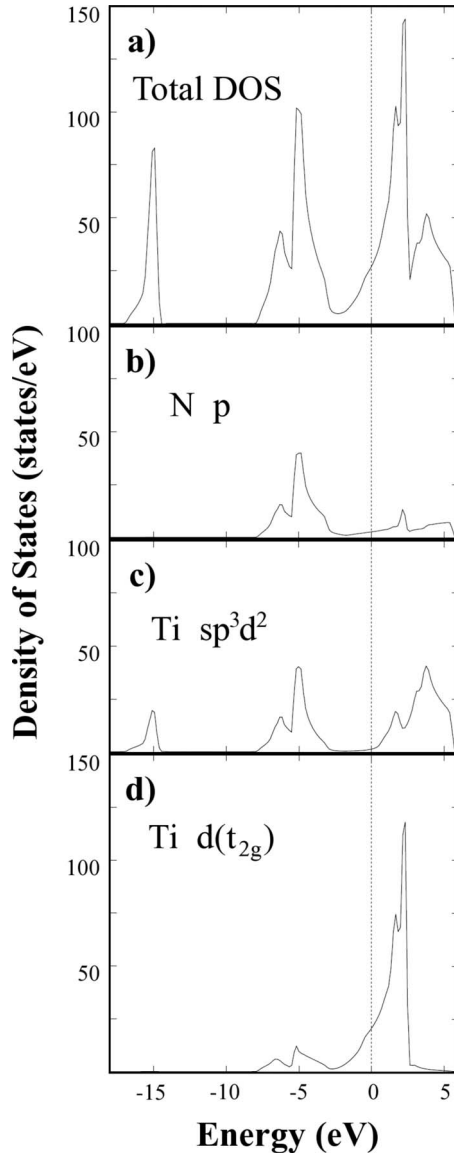 Density of States (states/eV)
150
a)
Total DOS
100
50
100
b)
N p
50
100
c)
Ti sp³d²
50
150
d)
Ti d(t₂g)
100
50
-15 -10 -5 0 5
Energy (eV)